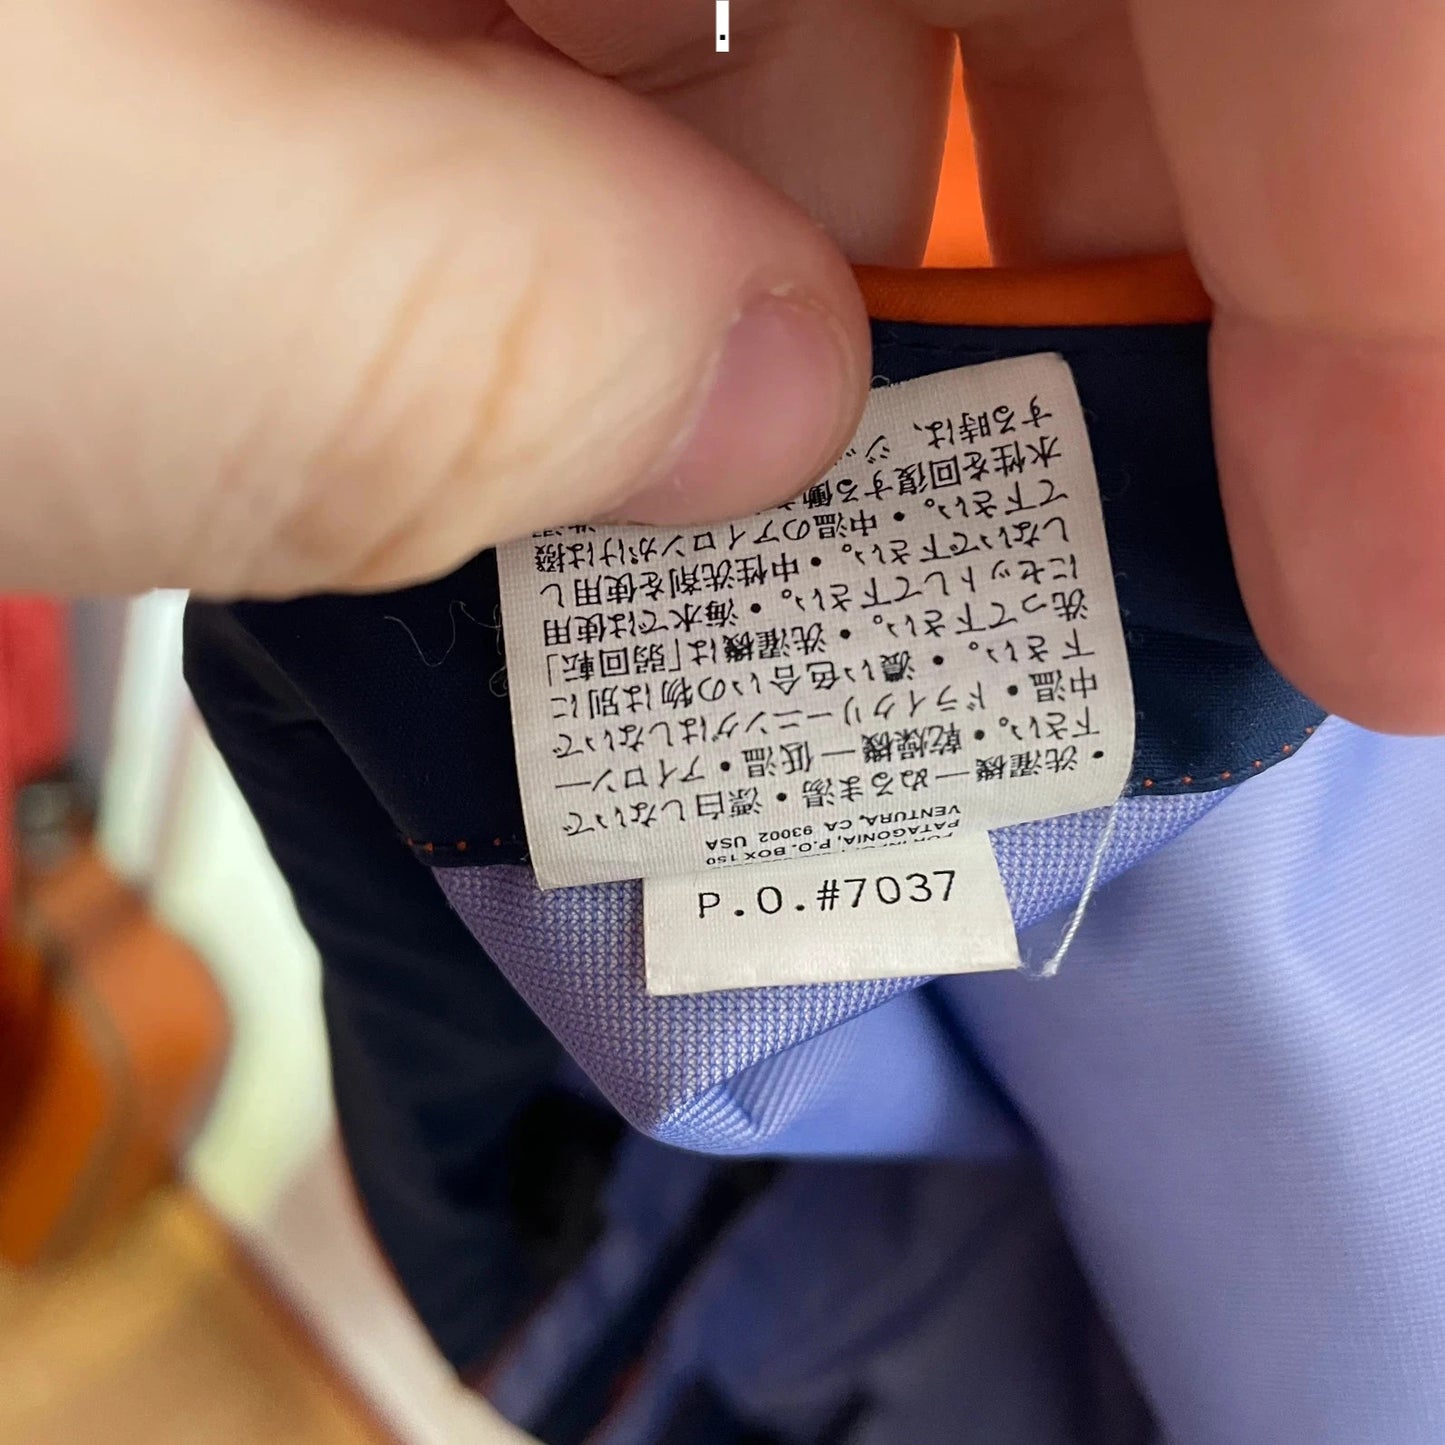 .
・洗濯機―ぬるま湯・漂白しないで
下さい。・乾燥機―低温・アイロン―
中温・ドライクリーニングはしないで
下さい。・濃い色合いの物は別に
洗って下さい。・洗濯機は「弱回転」
にセットして下さい。・海水では使用
しないで下さい。・中性洗剤を使用し
て下さい。・中温のアイロンがけは撥
水性を回復する働き
する時は、ジッ
PATAGONIA, P.O. BOX 150
VENTURA, CA 93002 USA
P.O.#7037